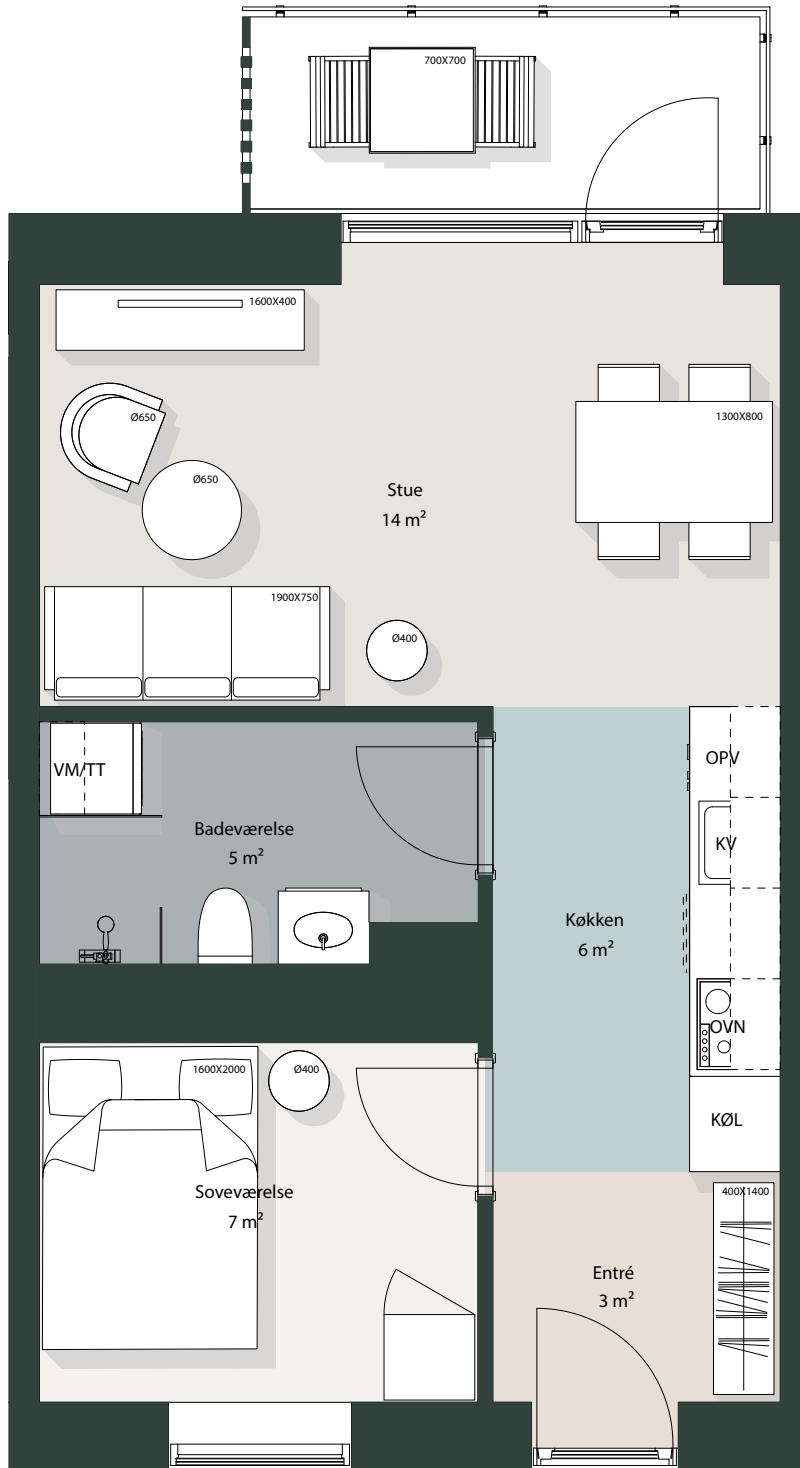 700X700
1600X400
Ø650
1300X800
Ø650
Stue
14 m²
1900X750
Ø400
OPV
VM/TT
Badeværelse
5 m²
KV
Køkken
6 m²
OVN
1600X2000
Ø400
KØL
Soveværelse
7 m²
400X1400
Entré
3 m²